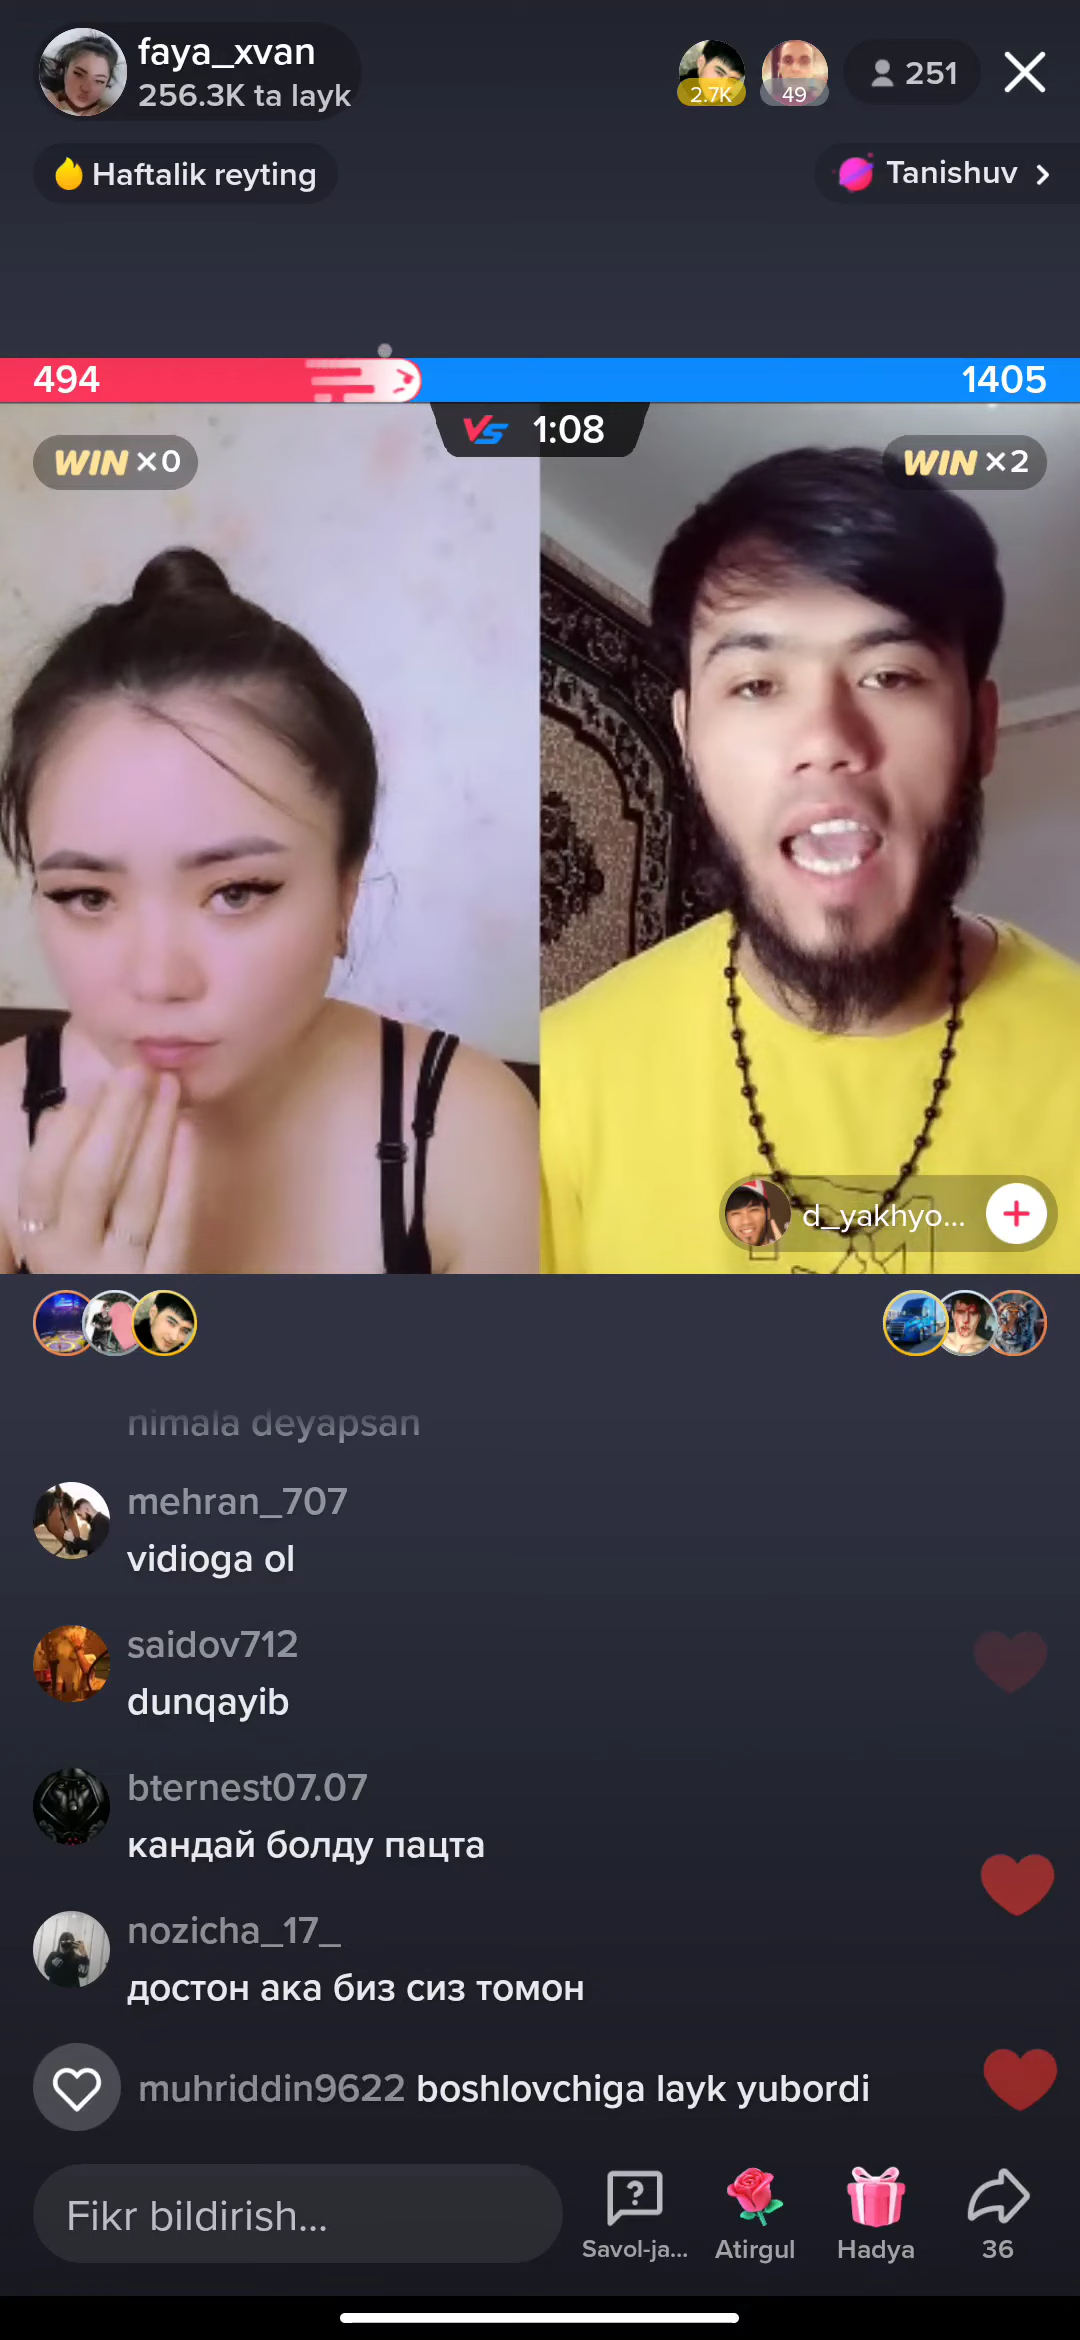 faya_xvan
256.3K ta layk
2.7K
49
251
Haftalik reyting
Tanishuv
494
1405
VS 1:08
WIN ×0
WIN ×2
d_yakhyo...
nimala deyapsan
mehran_707
vidioga ol
saidov712
dunqayib
bternest07.07
кандай болду пацта
nozicha_17_
достон ака биз сиз томон
muhriddin9622 boshlovchiga layk yubordi
Fikr bildirish...
Savol-ja...
Atirgul
Hadya
36